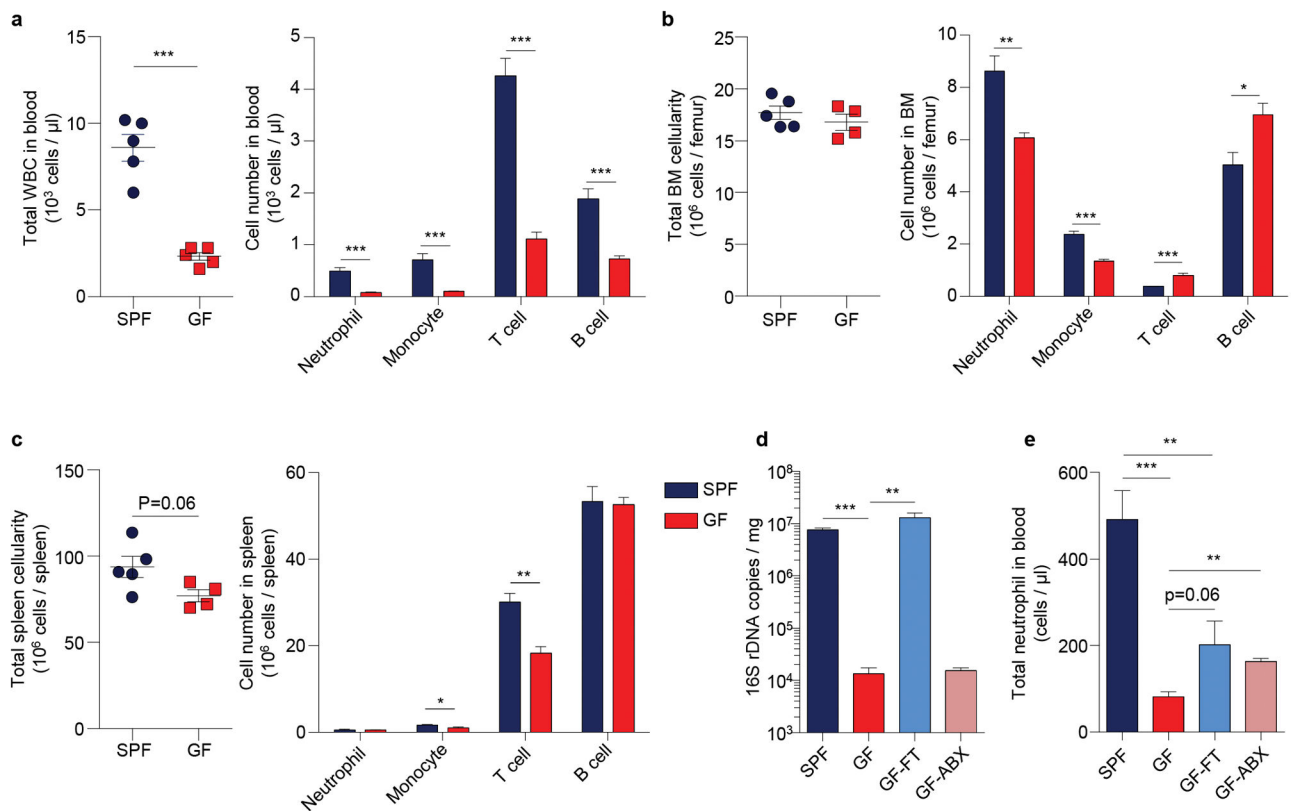 a
Total WBC in blood
(10³ cells / µl)
15
10
5
0
***
SPF
GF
Cell number in blood
(10³ cells / µl)
5
4
3
2
1
0
***
***
***
***
Neutrophil
Monocyte
T cell
B cell
b
Total BM cellularity
(10⁶ cells / femur)
25
20
15
10
5
0
SPF
GF
Cell number in BM
(10⁶ cells / femur)
10
8
6
4
2
0
**
***
***
*
Neutrophil
Monocyte
T cell
B cell
c
Total spleen cellularity
(10⁶ cells / spleen)
150
100
50
0
P=0.06
SPF
GF
Cell number in spleen
(10⁶ cells / spleen)
60
40
20
0
*
**
Neutrophil
Monocyte
T cell
B cell
SPF
GF
d
16S rDNA copies / mg
10⁸
10⁷
10⁶
10⁵
10⁴
10³
***
**
SPF
GF
GF-FT
GF-ABX
e
Total neutrophil in blood
(cells / µl)
600
400
200
0
**
***
**
p=0.06
SPF
GF
GF-FT
GF-ABX